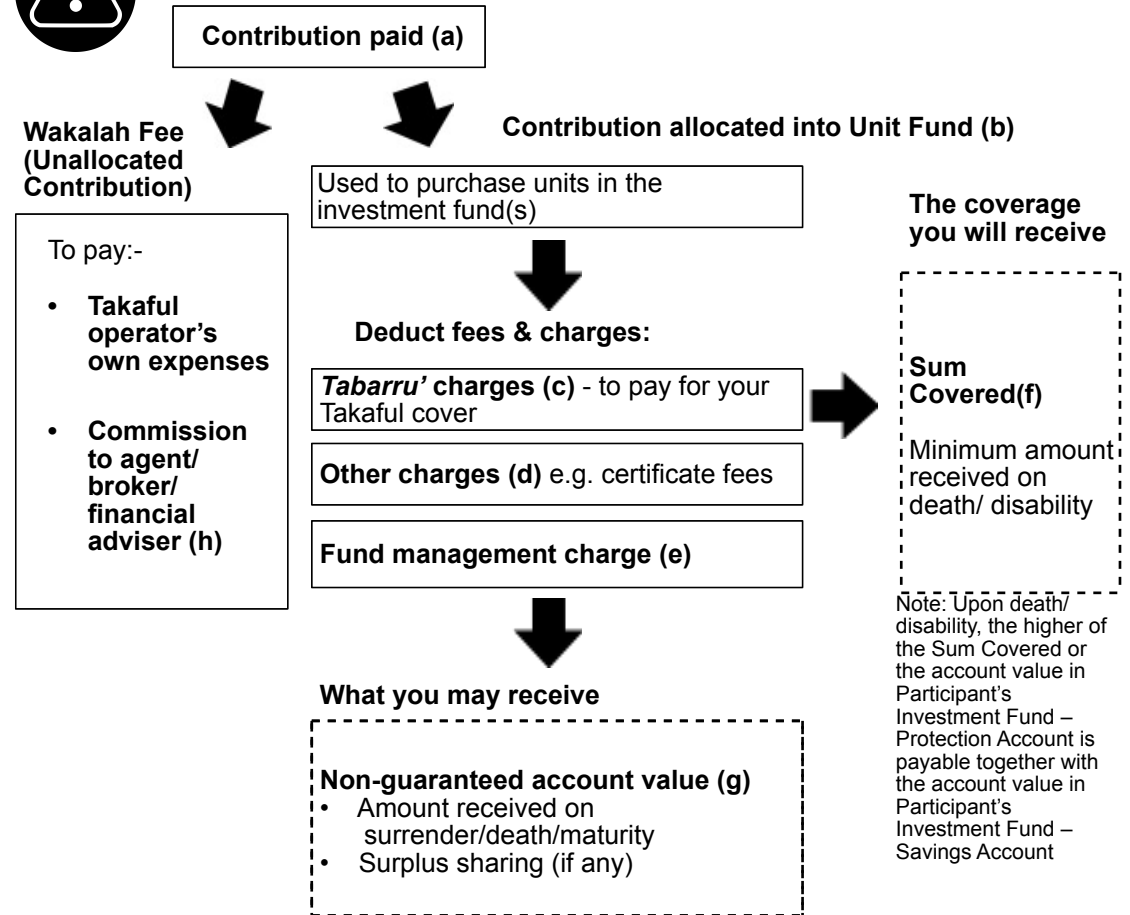 Contribution paid (a)
Wakalah Fee
(Unallocated
Contribution)
To pay:-
• Takaful
operator’s
own expenses
• Commission
to agent/
broker/
financial
adviser (h)
Contribution allocated into Unit Fund (b)
Used to purchase units in the
investment fund(s)
Deduct fees & charges:
Tabarru’ charges (c) - to pay for your
Takaful cover
Other charges (d) e.g. certificate fees
Fund management charge (e)
What you may receive
Non-guaranteed account value (g)
• Amount received on
surrender/death/maturity
• Surplus sharing (if any)
The coverage
you will receive
Sum
Covered(f)
Minimum amount
received on
death/ disability
Note: Upon death/
disability, the higher of
the Sum Covered or
the account value in
Participant’s
Investment Fund –
Protection Account is
payable together with
the account value in
Participant’s
Investment Fund –
Savings Account